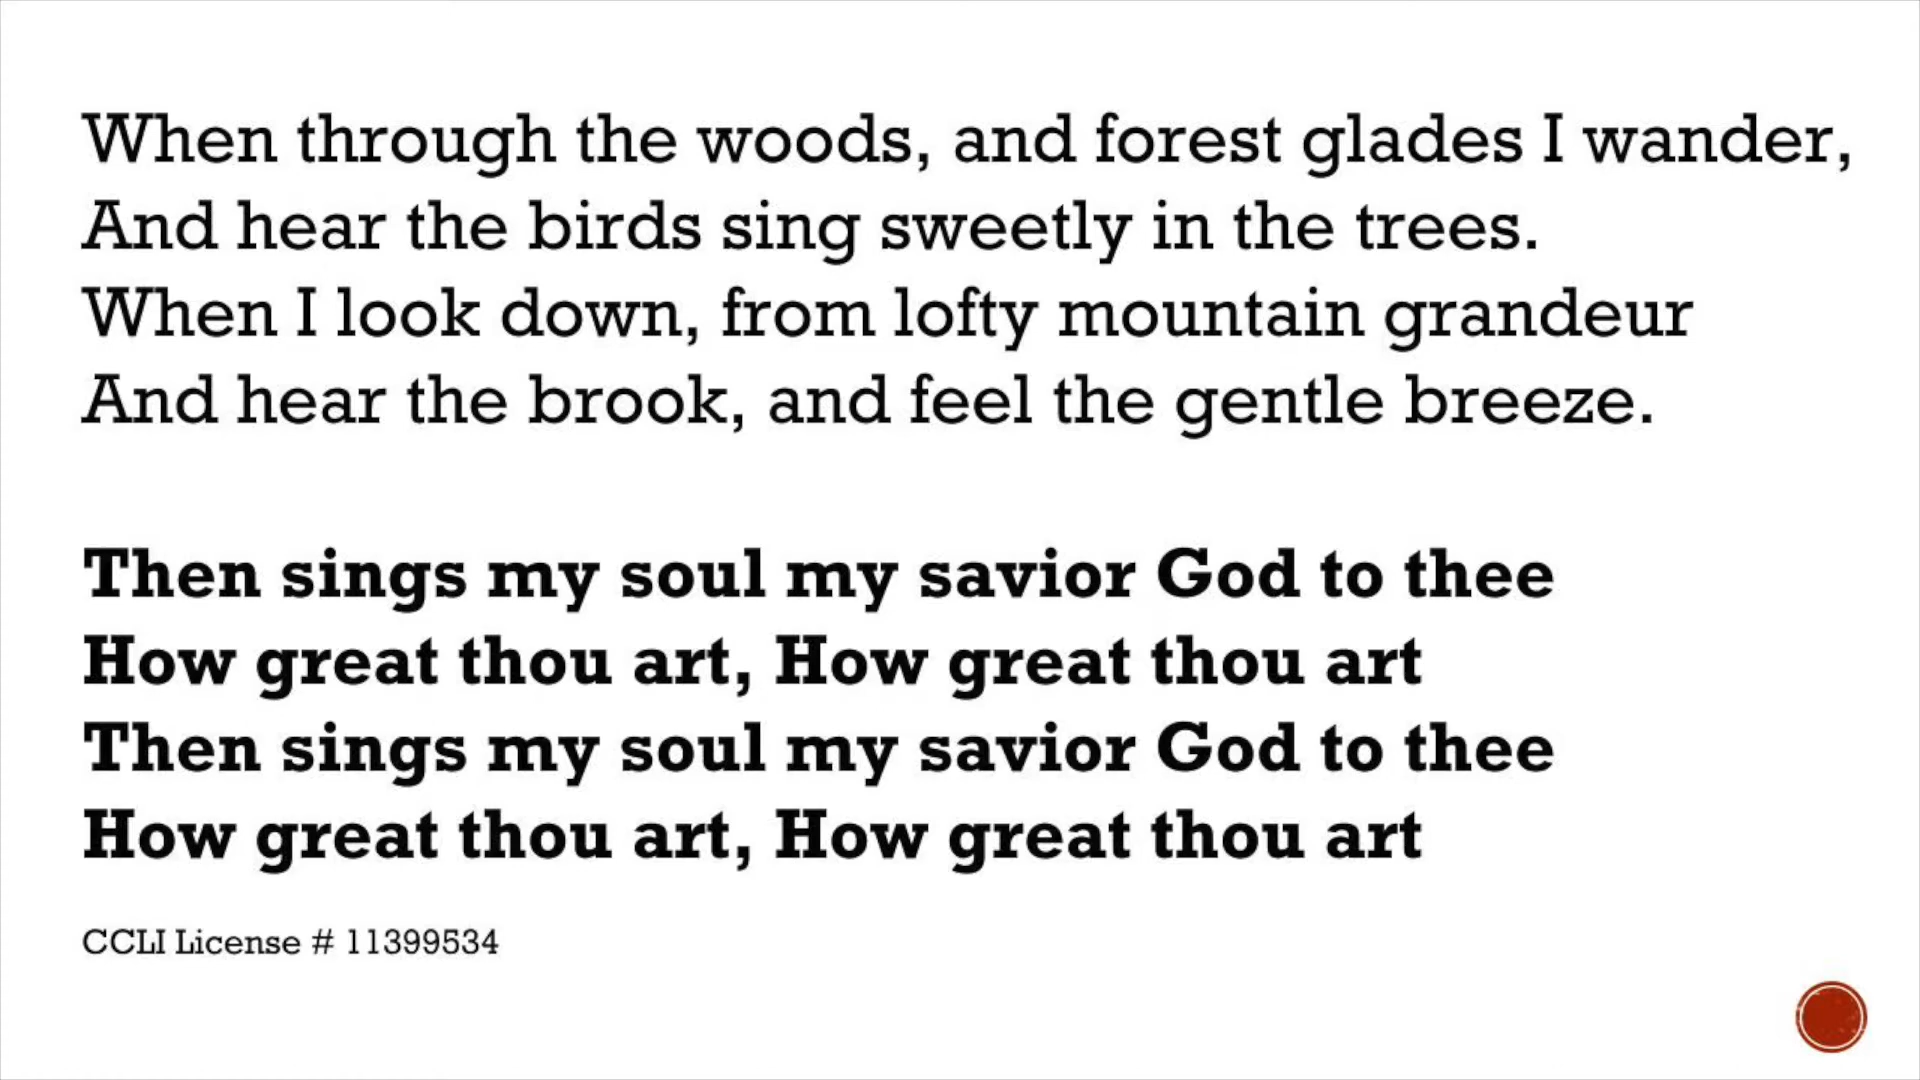 When through the woods, and forest glades I wander,
And hear the birds sing sweetly in the trees.
When I look down, from lofty mountain grandeur
And hear the brook, and feel the gentle breeze.
Then sings my soul my savior God to thee
How great thou art, How great thou art
Then sings my soul my savior God to thee
How great thou art, How great thou art
CCLI License # 11399534